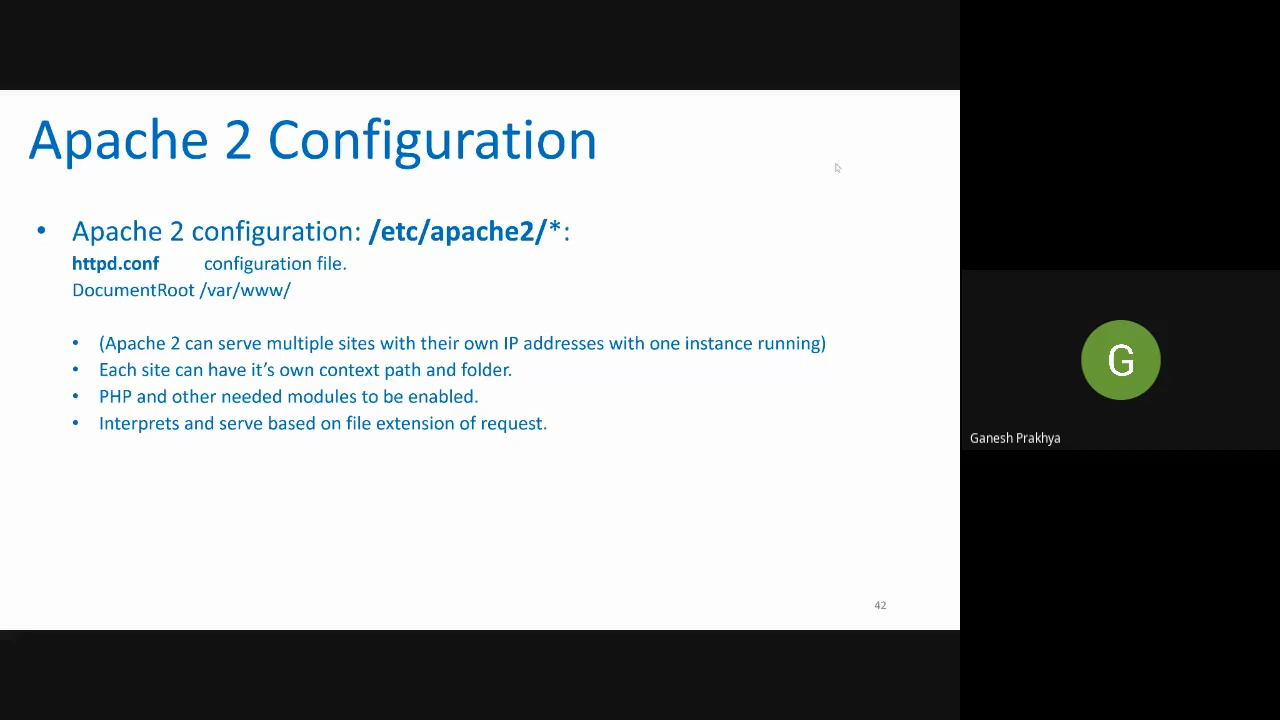 Apache 2 Configuration
• Apache 2 configuration: /etc/apache2/*:
httpd.conf configuration file.
DocumentRoot /var/www/
• (Apache 2 can serve multiple sites with their own IP addresses with one instance running)
• Each site can have it’s own context path and folder.
• PHP and other needed modules to be enabled.
• Interprets and serve based on file extension of request.
42
G
Ganesh Prakhya